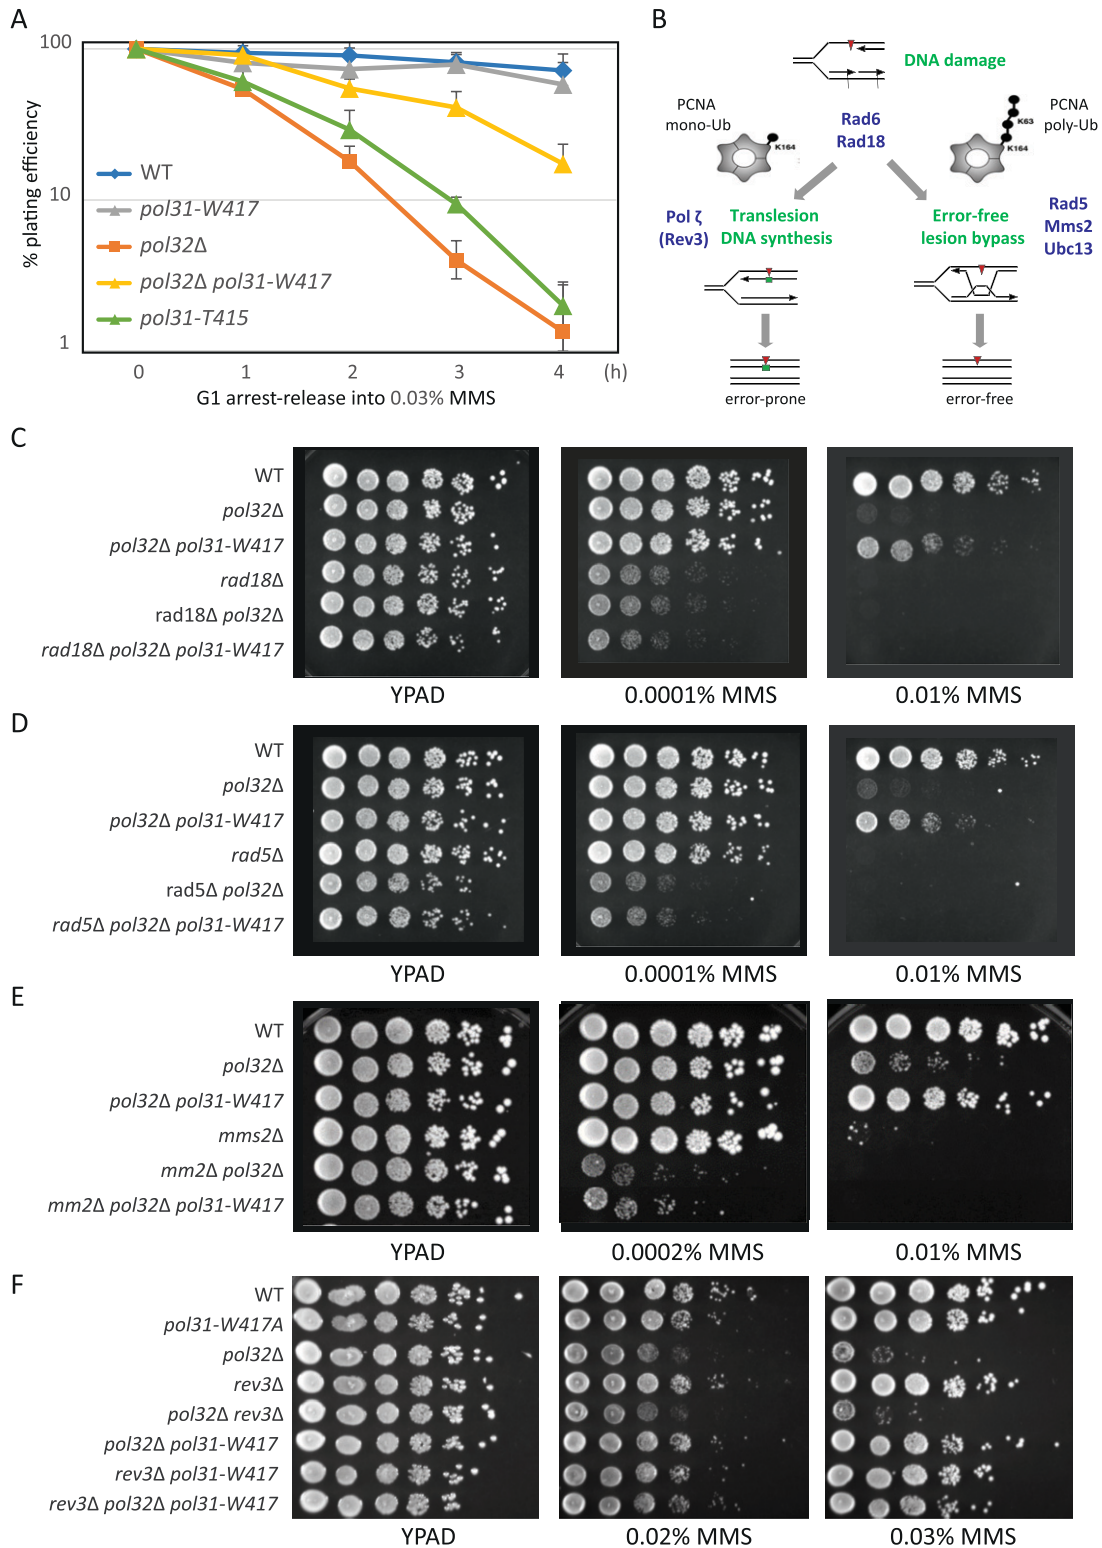 A
100
10
1
% plating efficiency
WT
pol31-W417
pol32Δ
pol32Δ pol31-W417
pol31-T415
0 1 2 3 4 (h)
G1 arrest-release into 0.03% MMS
B
DNA damage
PCNA
mono-Ub
K164
Rad6
Rad18
K63
K164
PCNA
poly-Ub
Pol ζ
(Rev3)
Translesion
DNA synthesis
Error-free
lesion bypass
Rad5
Mms2
Ubc13
error-prone
error-free
C
WT
pol32Δ
pol32Δ pol31-W417
rad18Δ
rad18Δ pol32Δ
rad18Δ pol32Δ pol31-W417
YPAD
0.0001% MMS
0.01% MMS
D
WT
pol32Δ
pol32Δ pol31-W417
rad5Δ
rad5Δ pol32Δ
rad5Δ pol32Δ pol31-W417
YPAD
0.0001% MMS
0.01% MMS
E
WT
pol32Δ
pol32Δ pol31-W417
mms2Δ
mm2Δ pol32Δ
mm2Δ pol32Δ pol31-W417
YPAD
0.0002% MMS
0.01% MMS
F
WT
pol31-W417A
pol32Δ
rev3Δ
pol32Δ rev3Δ
pol32Δ pol31-W417
rev3Δ pol31-W417
rev3Δ pol32Δ pol31-W417
YPAD
0.02% MMS
0.03% MMS